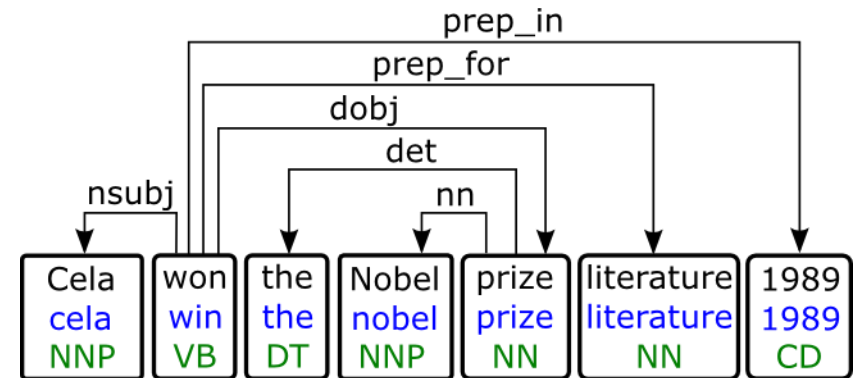 prep_in
prep_for
dobj
det
nsubj nn
Cela won the Nobel prize literature 1989
cela win the nobel prize literature 1989
NNP VB DT NNP NN NN CD